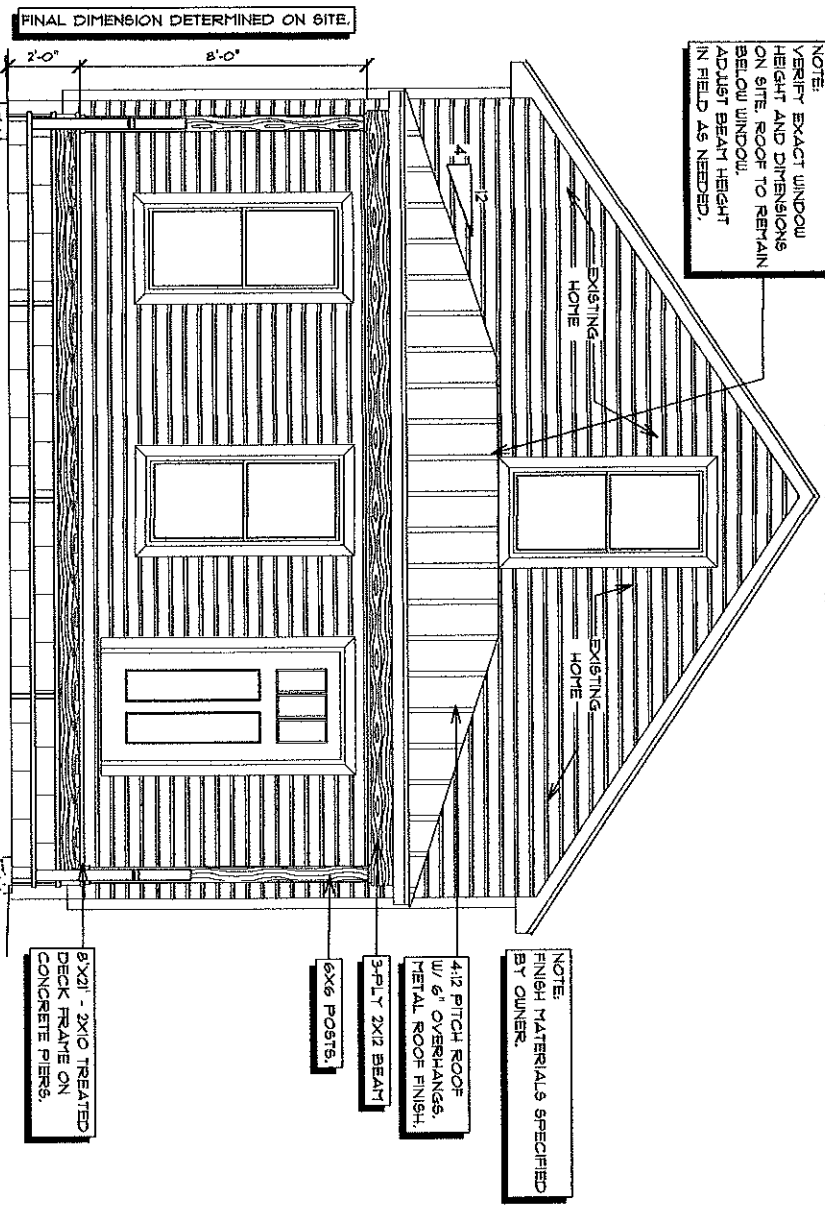 FINAL DIMENSION DETERMINED ON SITE.
2'-0"
8'-0"
NOTE:
VERIFY EXACT WINDOW
HEIGHT AND DIMENSIONS
ON SITE. ROOF TO REMAIN
BELOW WINDOW.
ADJUST BEAM HEIGHT
IN FIELD AS NEEDED.
12
4
EXISTING
HOME
EXISTING
HOME
NOTE:
FINISH MATERIALS SPECIFIED
BY OWNER.
4:12 PITCH ROOF
W/ 6" OVERHANGS.
METAL ROOF FINISH.
3-PLY 2X12 BEAM
6X6 POSTS.
8'X21' - 2X10 TREATED
DECK FRAME ON
CONCRETE PIERS.